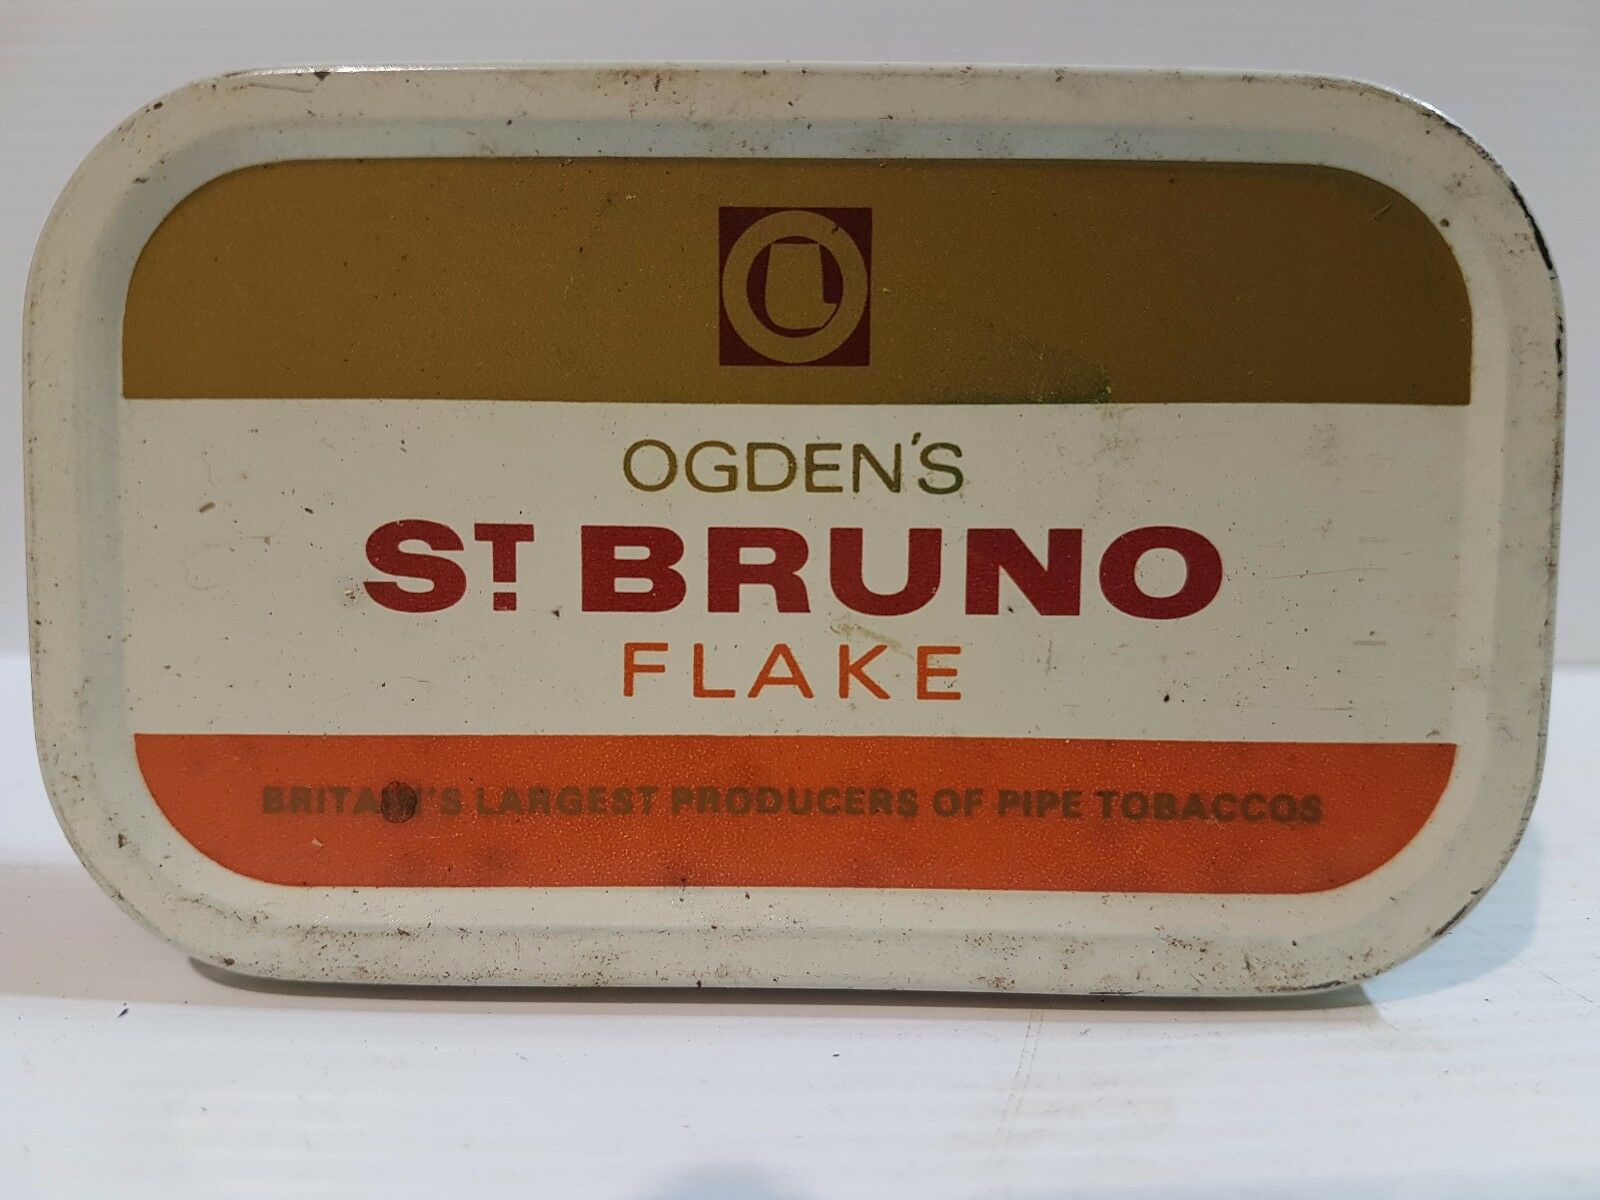 OGDEN'S
ST BRUNO
FLAKE
BRITAIN'S LARGEST PRODUCERS OF PIPE TOBACCOS